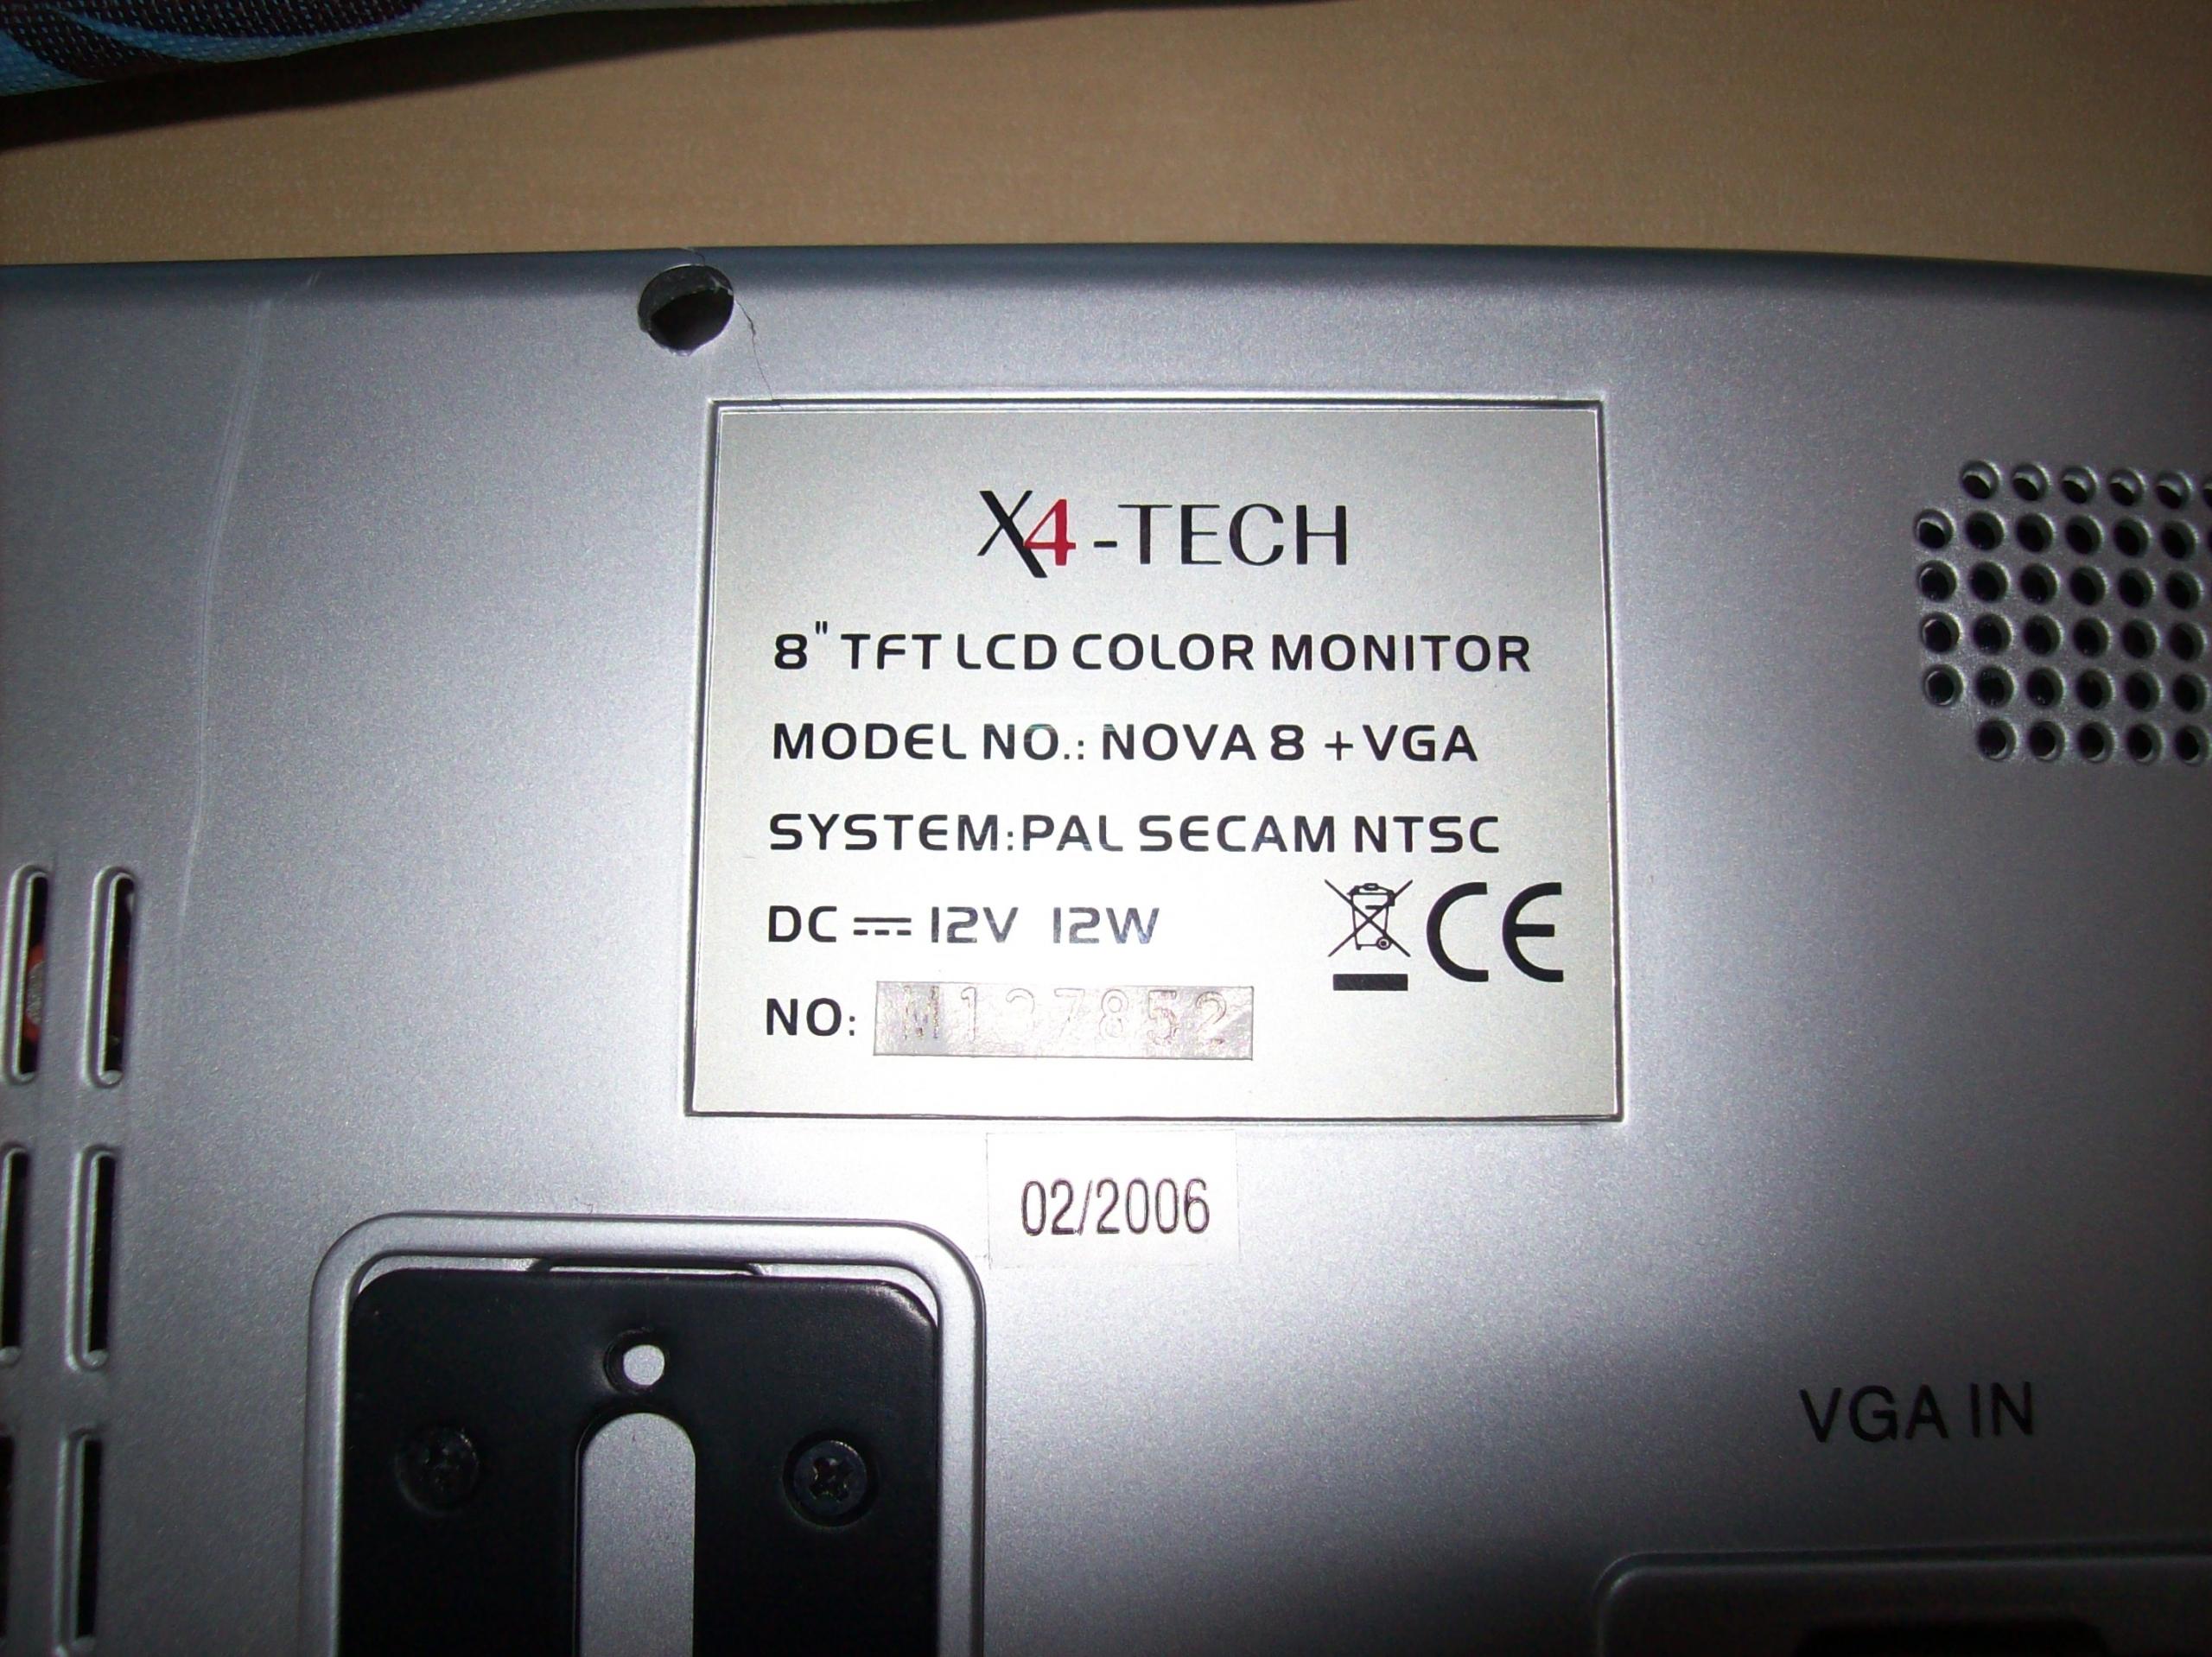 X4-TECH
8" TFT LCD COLOR MONITOR
MODEL NO.: NOVA 8 +VGA
SYSTEM:PAL SECAM NTSC
DC ⎓ 12V 12W
CE
NO:
02/2006
VGA IN